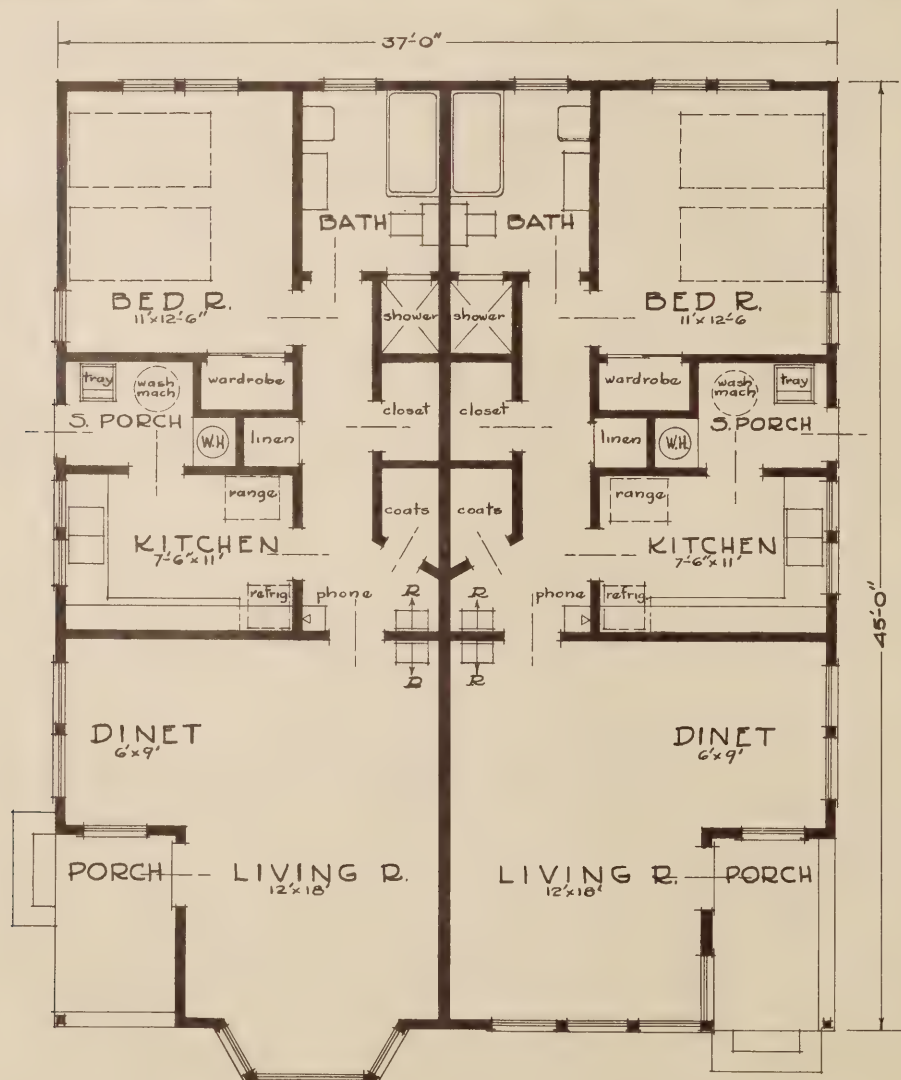 37'-0"
BATH
BATH
BED R.
11'x12'-6"
BED R.
11'x12'-6
shower
shower
tray
wash
mach
wardrobe
wardrobe
wash
mach
tray
closet
closet
S. PORCH
S. PORCH
W.H
linen
linen
W.H
range
range
coats
coats
KITCHEN
7'-6"x11'
KITCHEN
7'-6"x11'
refrig
phone
R
R
phone
refrig
45'-0"
R
R
DINET
6'x9'
DINET
6'x9'
PORCH
LIVING R.
12'x18'
LIVING R.
12'x18'
PORCH